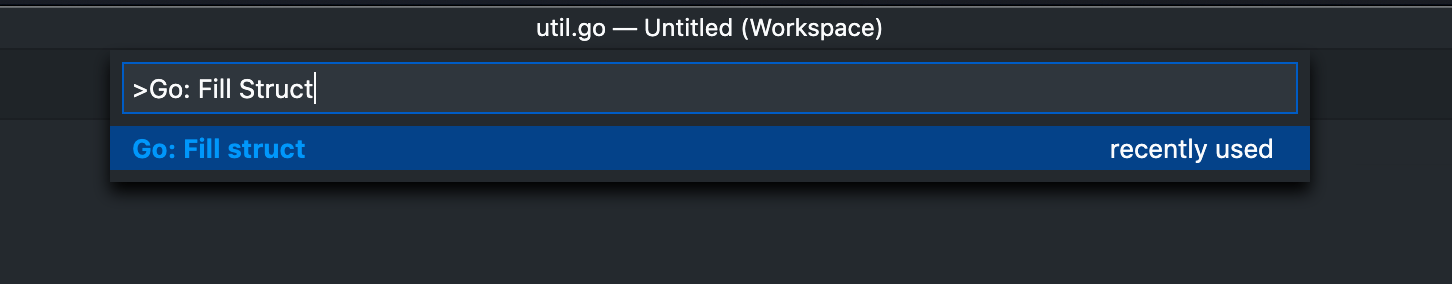 util.go — Untitled (Workspace)
>Go: Fill Struct
Go: Fill struct recently used